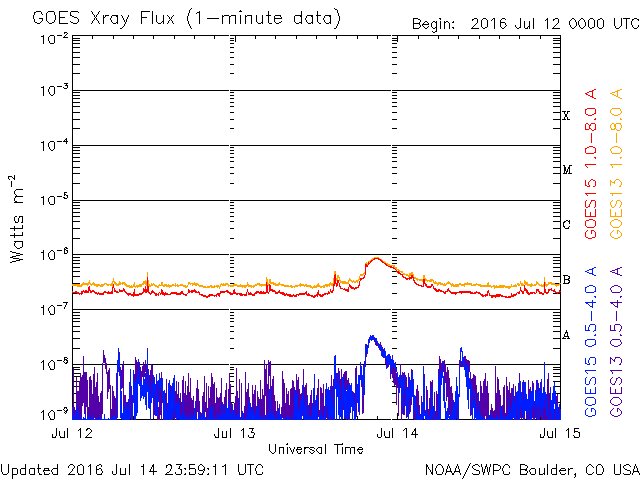 GOES Xray Flux (1-minute data)
Begin: 2016 Jul 12 0000 UTC
10⁻²
10⁻³
10⁻⁴
10⁻⁵
10⁻⁶
10⁻⁷
10⁻⁸
10⁻⁹
Watts m⁻²
X
M
C
B
A
GOES15 1.0-8.0 A
GOES13 1.0-8.0 A
GOES15 0.5-4.0 A
GOES13 0.5-4.0 A
Jul 12 Jul 13 Jul 14 Jul 15
Universal Time
Updated 2016 Jul 14 23:59:11 UTC
NOAA/SWPC Boulder, CO USA